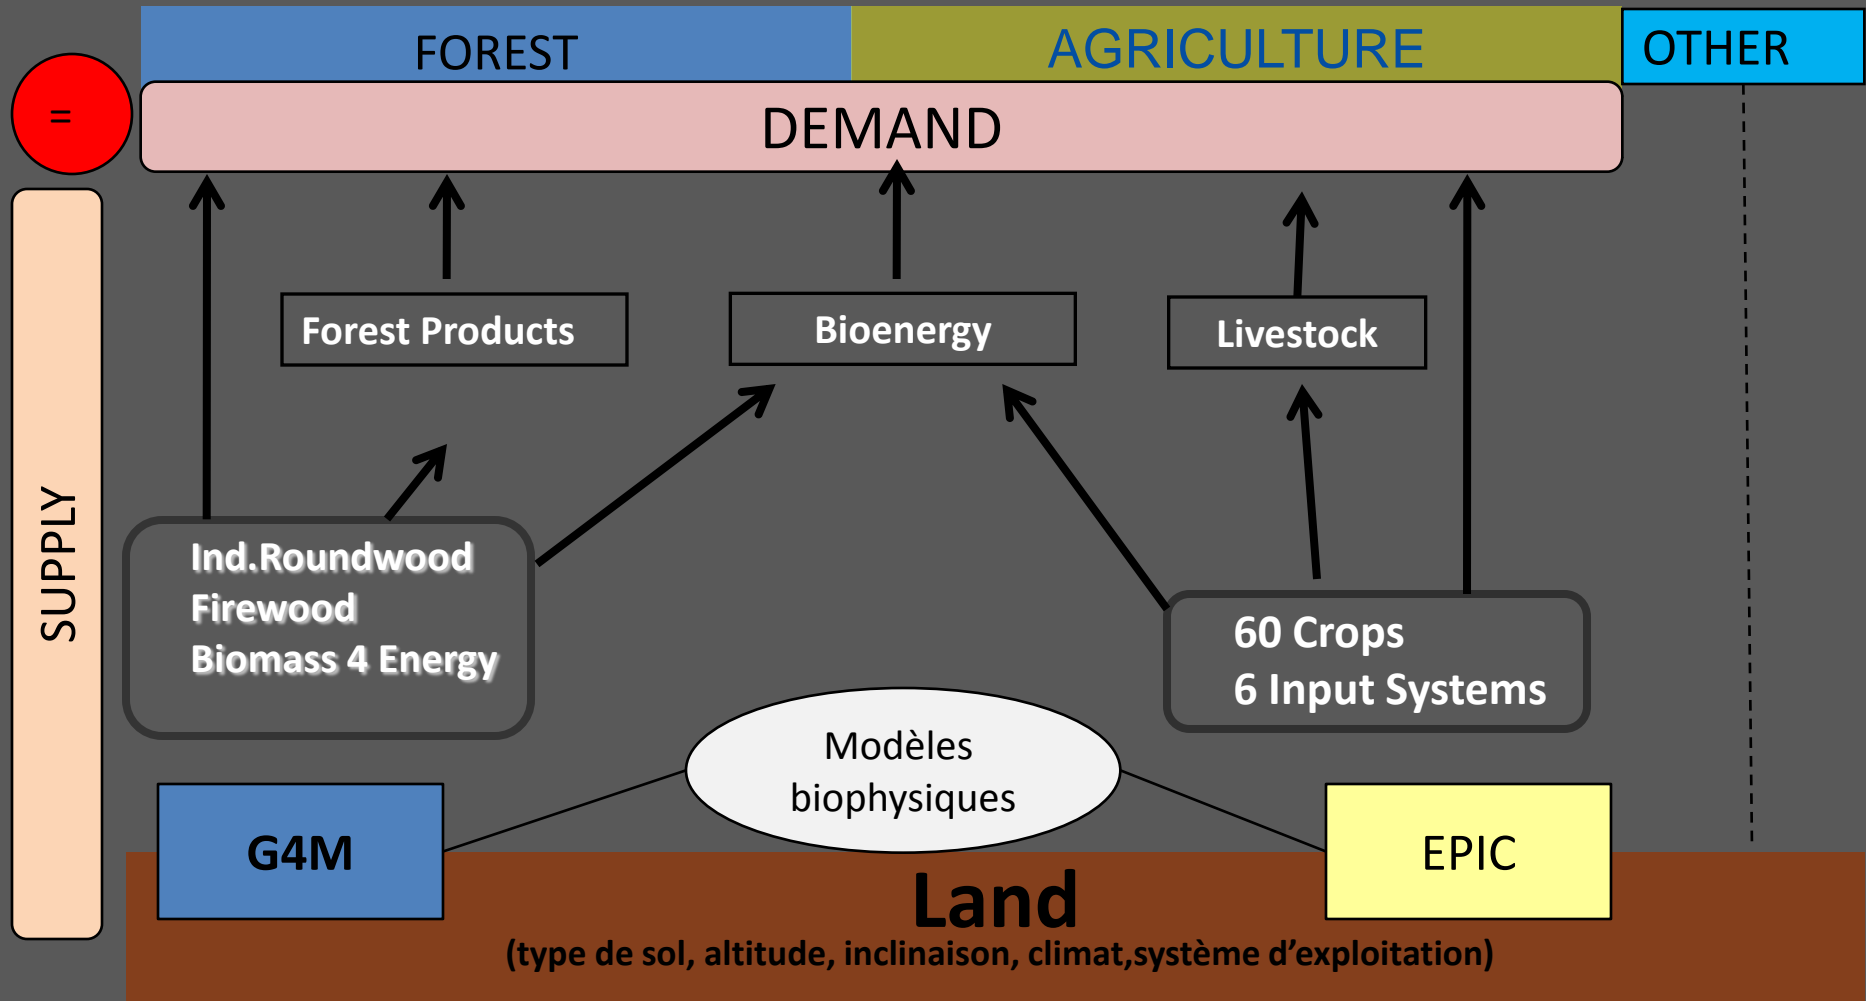 FOREST
AGRICULTURE
OTHER
=
DEMAND
SUPPLY
Forest Products
Bioenergy
Livestock
Ind.Roundwood
Firewood
Biomass 4 Energy
60 Crops
6 Input Systems
Modèles
biophysiques
G4M
EPIC
Land
(type de sol, altitude, inclinaison, climat,système d’exploitation)